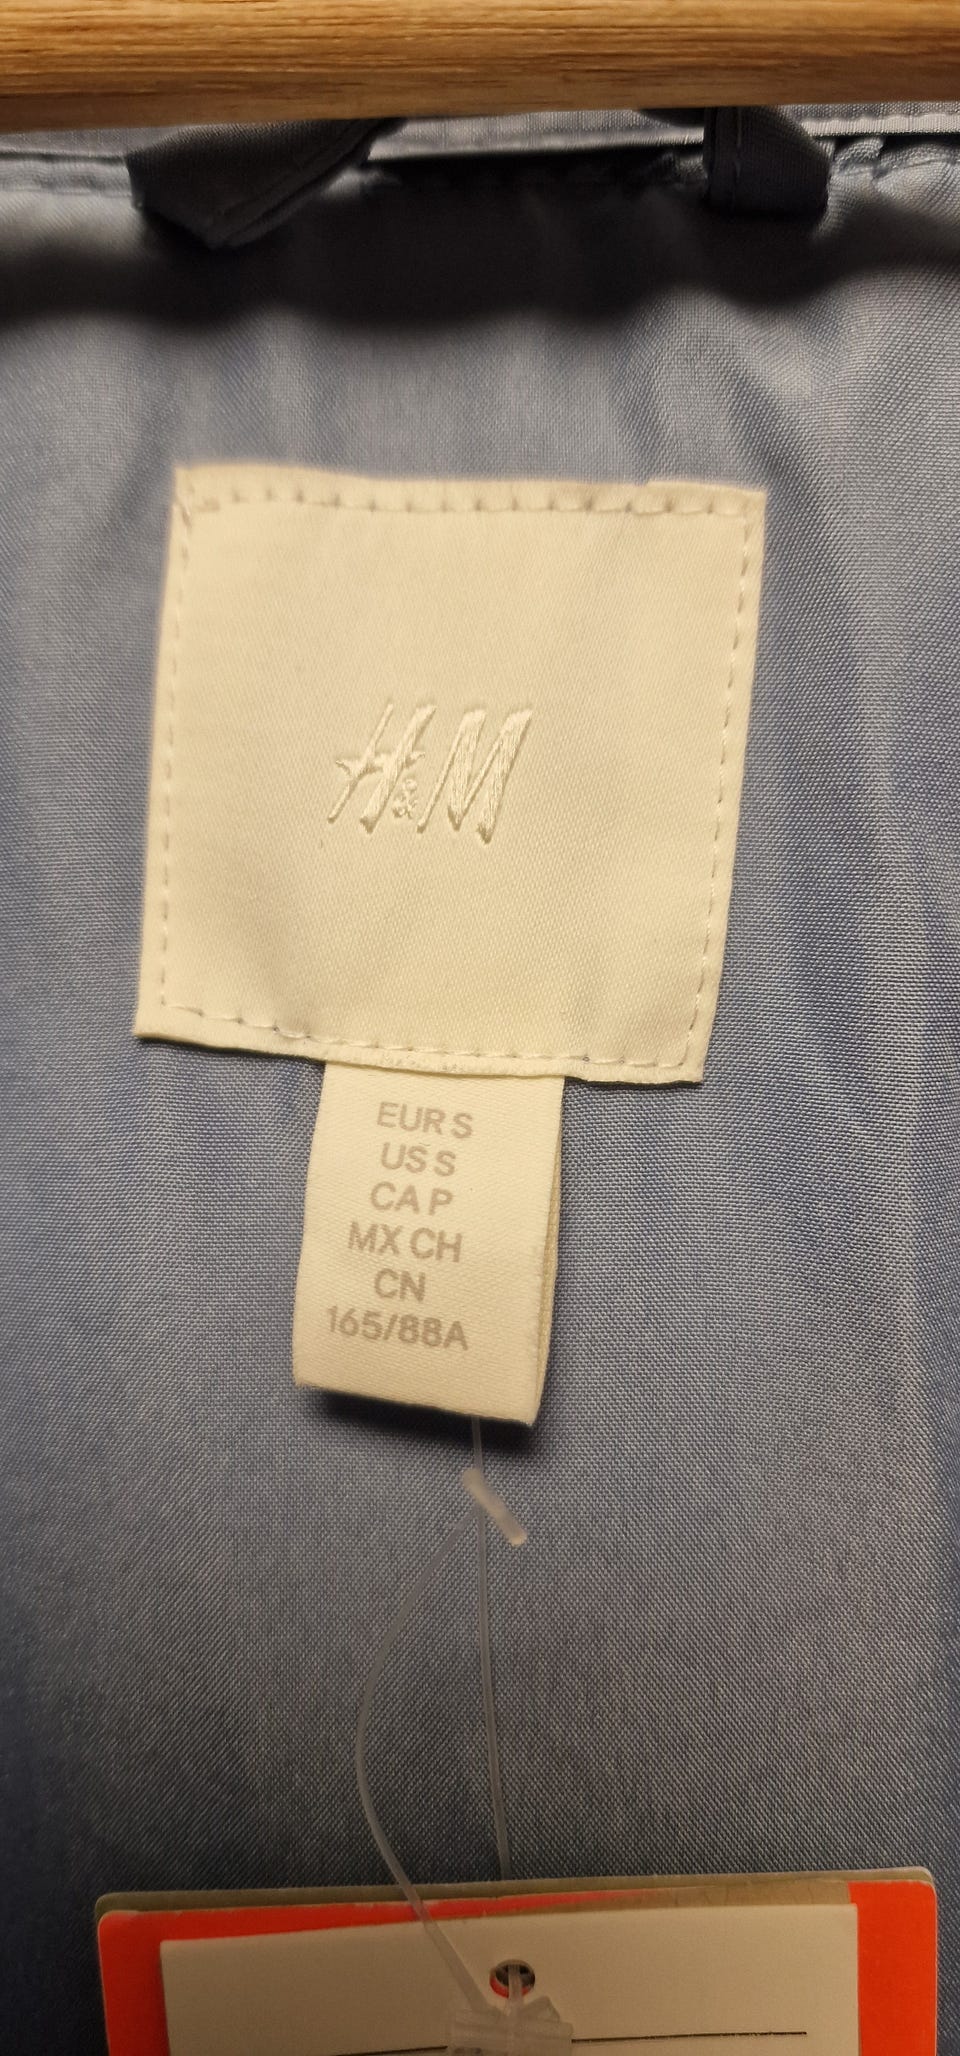 H&M
EUR S
US S
CA P
MX CH
CN
165/88A